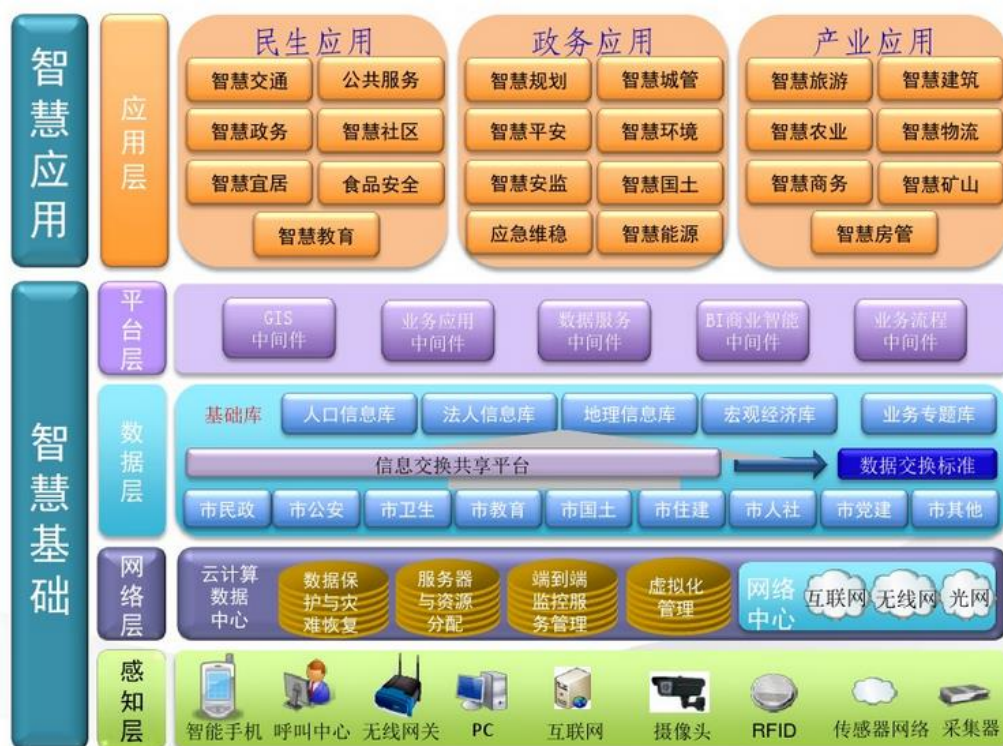 智慧应用
应用层
民生应用
智慧交通
公共服务
智慧政务
智慧社区
智慧宜居
食品安全
智慧教育
政务应用
智慧规划
智慧城管
智慧平安
智慧环境
智慧安监
智慧国土
应急维稳
智慧能源
产业应用
智慧旅游
智慧建筑
智慧农业
智慧物流
智慧商务
智慧矿山
智慧房管
智慧基础
平台层
GIS
中间件
业务应用
中间件
数据服务
中间件
BI商业智能
中间件
业务流程
中间件
数据层
基础库
人口信息库
法人信息库
地理信息库
宏观经济库
业务专题库
信息交换共享平台
数据交换标准
市民政
市公安
市卫生
市教育
市国土
市住建
市人社
市党建
市其他
网络层
云计算
数据
中心
数据保
护与灾
难恢复
服务器
与资源
分配
端到端
监控服
务管理
虚拟化
管理
网络
中心
互联网
无线网
光网
感知层
智能手机
呼叫中心
无线网关
PC
互联网
摄像头
RFID
传感器网络
采集器